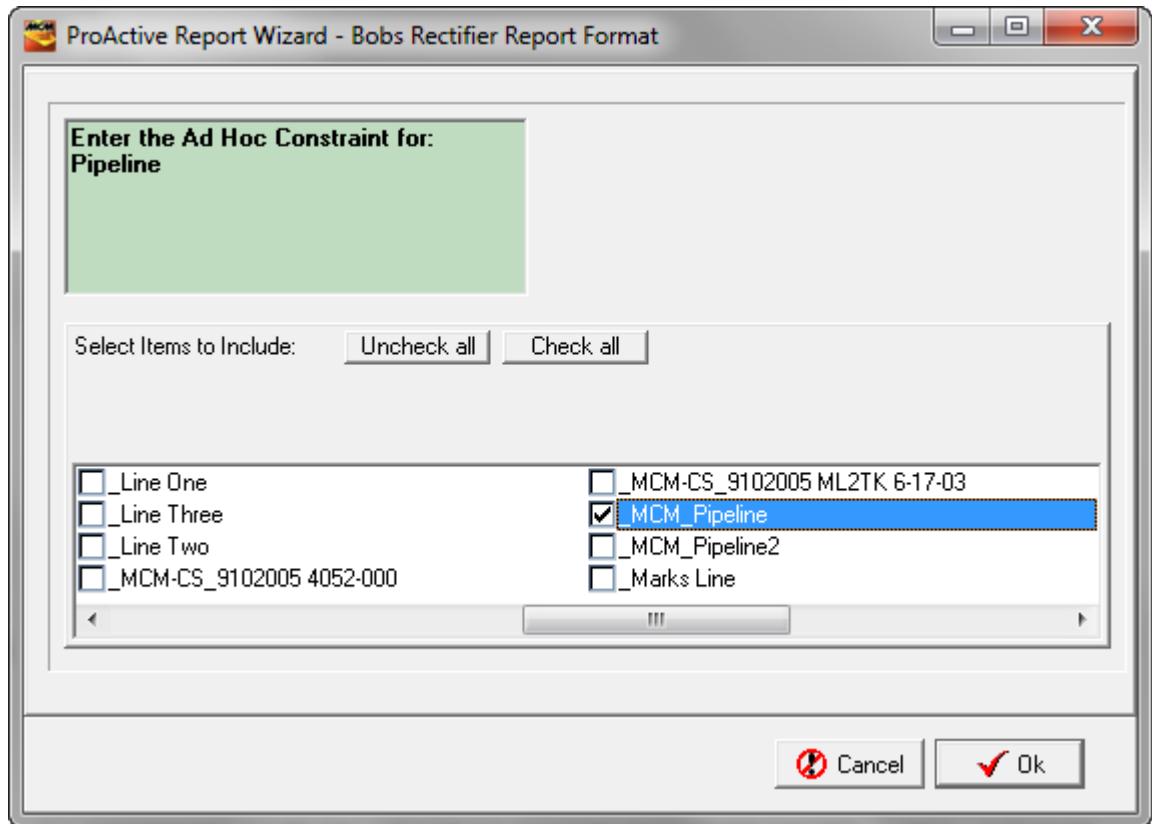 MCM
ProActive Report Wizard - Bobs Rectifier Report Format
Enter the Ad Hoc Constraint for:
Pipeline
Select Items to Include:
Uncheck all
Check all
_Line One
_Line Three
_Line Two
_MCM-CS_9102005 4052-000
_MCM-CS_9102005 ML2TK 6-17-03
_MCM_Pipeline
_MCM_Pipeline2
_Marks Line
Cancel
Ok